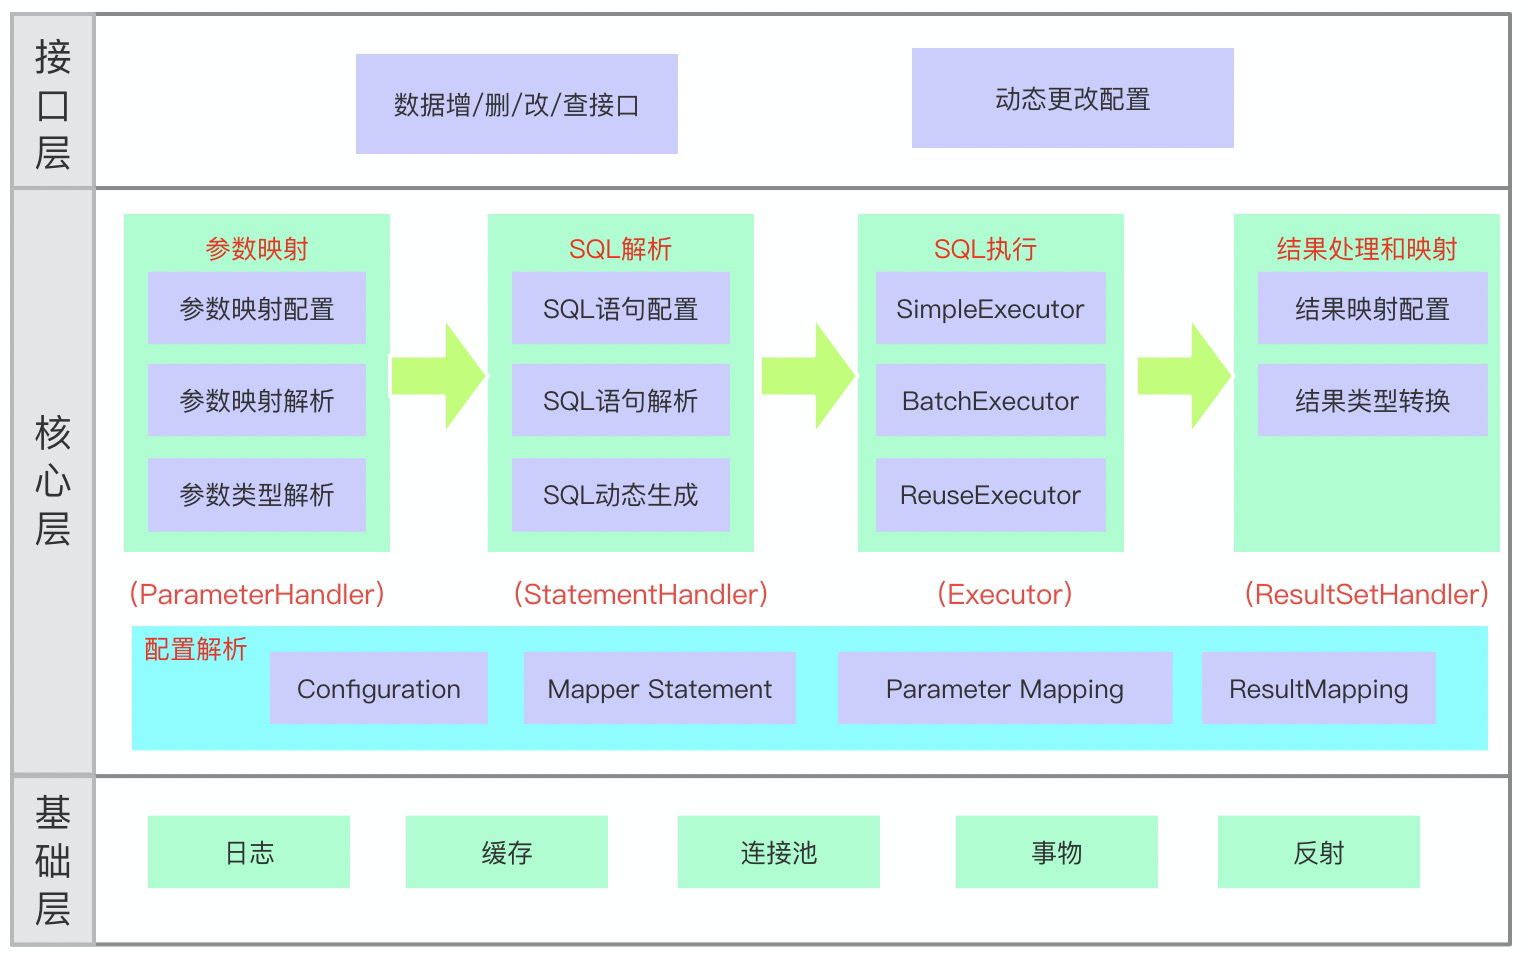 接口层
数据增/删/改/查接口
动态更改配置
核心层
参数映射
参数映射配置
参数映射解析
参数类型解析
(ParameterHandler)
SQL解析
SQL语句配置
SQL语句解析
SQL动态生成
(StatementHandler)
SQL执行
SimpleExecutor
BatchExecutor
ReuseExecutor
(Executor)
结果处理和映射
结果映射配置
结果类型转换
(ResultSetHandler)
配置解析
Configuration
Mapper Statement
Parameter Mapping
ResultMapping
基础层
日志
缓存
连接池
事物
反射